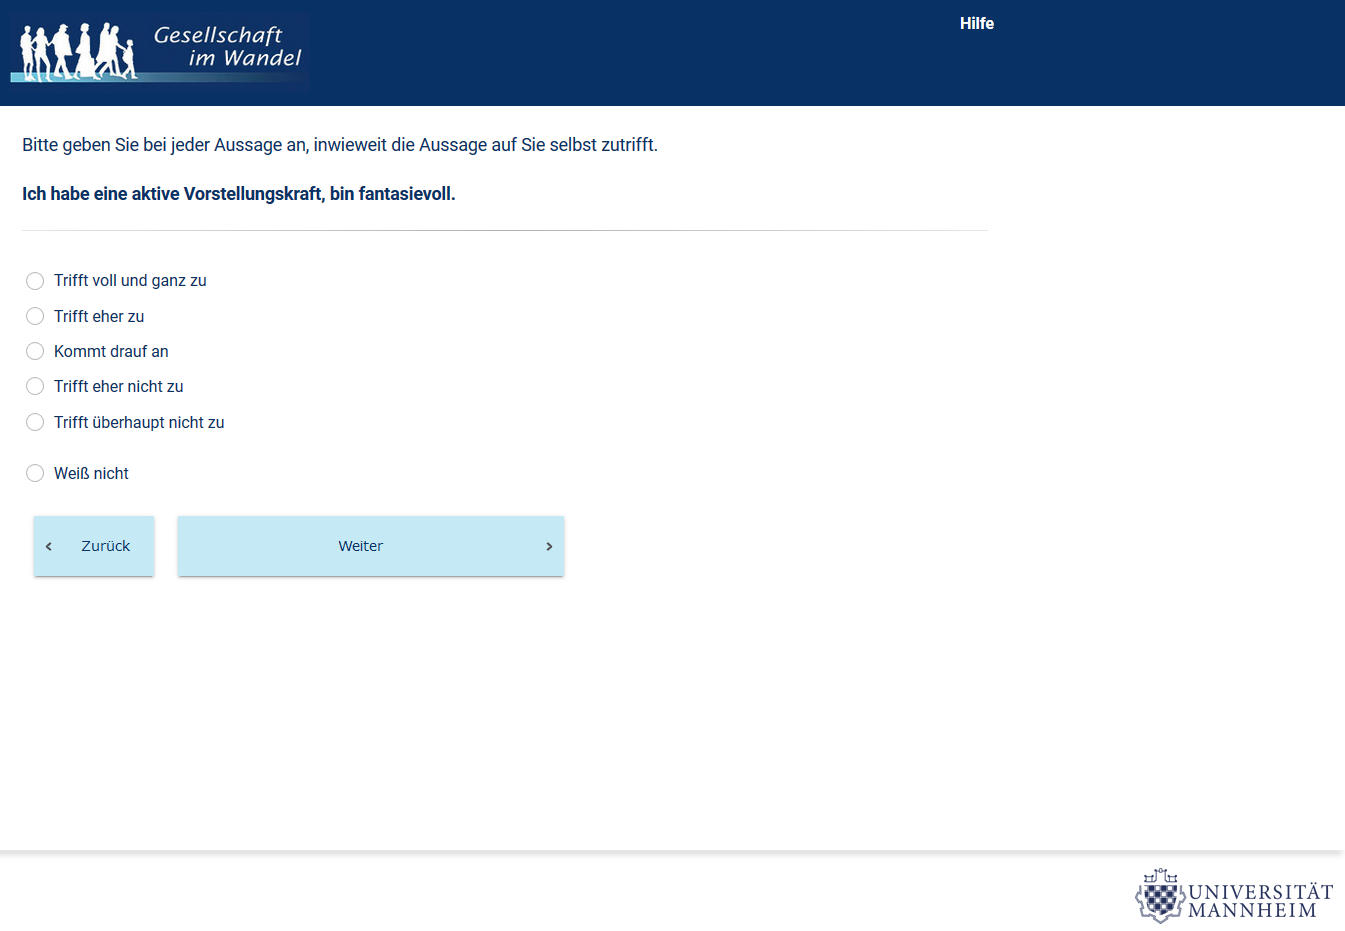 Gesellschaft
im Wandel
Hilfe
Bitte geben Sie bei jeder Aussage an, inwieweit die Aussage auf Sie selbst zutrifft.
Ich habe eine aktive Vorstellungskraft, bin fantasievoll.
Trifft voll und ganz zu
Trifft eher zu
Kommt drauf an
Trifft eher nicht zu
Trifft überhaupt nicht zu
Weiß nicht
Zurück
Weiter
UNIVERSITÄT
MANNHEIM